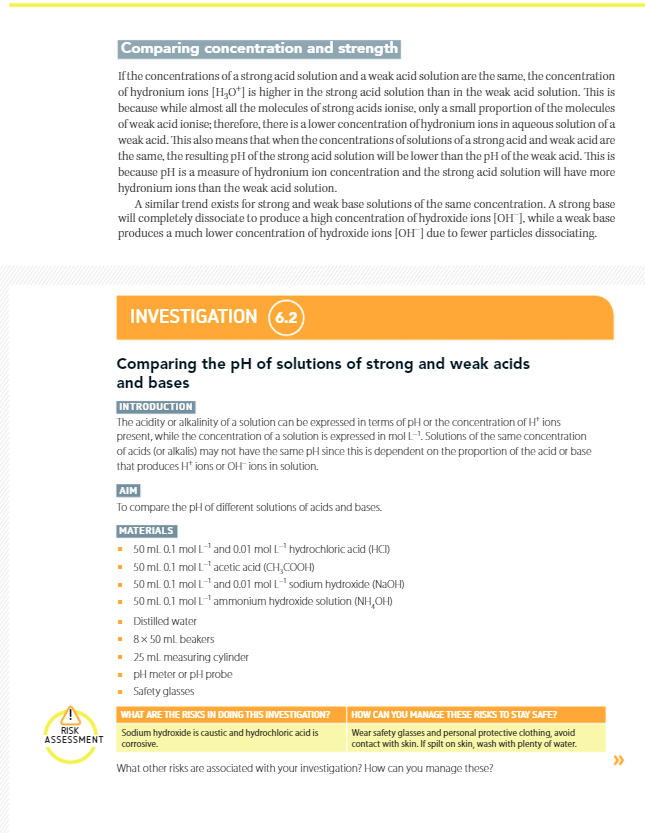 Comparing concentration and strength
If the concentrations of a strong acid solution and a weak acid solution are the same, the concentration
of hydronium ions [H₃O⁺] is higher in the strong acid solution than in the weak acid solution. This is
because while almost all the molecules of strong acids ionise, only a small proportion of the molecules
of weak acid ionise; therefore, there is a lower concentration of hydronium ions in aqueous solution of a
weak acid. This also means that when the concentrations of solutions of a strong acid and weak acid are
the same, the resulting pH of the strong acid solution will be lower than the pH of the weak acid. This is
because pH is a measure of hydronium ion concentration and the strong acid solution will have more
hydronium ions than the weak acid solution.
A similar trend exists for strong and weak base solutions of the same concentration. A strong base
will completely dissociate to produce a high concentration of hydroxide ions [OH⁻], while a weak base
produces a much lower concentration of hydroxide ions [OH⁻] due to fewer particles dissociating.
INVESTIGATION 6.2
Comparing the pH of solutions of strong and weak acids
and bases
INTRODUCTION
The acidity or alkalinity of a solution can be expressed in terms of pH or the concentration of H⁺ ions
present, while the concentration of a solution is expressed in mol L⁻¹. Solutions of the same concentration
of acids (or alkalis) may not have the same pH since this is dependent on the proportion of the acid or base
that produces H⁺ ions or OH⁻ ions in solution.
AIM
To compare the pH of different solutions of acids and bases.
MATERIALS
▪ 50 mL 0.1 mol L⁻¹ and 0.01 mol L⁻¹ hydrochloric acid (HCl)
▪ 50 mL 0.1 mol L⁻¹ acetic acid (CH₃COOH)
▪ 50 mL 0.1 mol L⁻¹ and 0.01 mol L⁻¹ sodium hydroxide (NaOH)
▪ 50 mL 0.1 mol L⁻¹ ammonium hydroxide solution (NH₄OH)
▪ Distilled water
▪ 8 × 50 mL beakers
▪ 25 mL measuring cylinder
▪ pH meter or pH probe
▪ Safety glasses
!
RISK
ASSESSMENT
WHAT ARE THE RISKS IN DOING THIS INVESTIGATION?
Sodium hydroxide is caustic and hydrochloric acid is
corrosive.
HOW CAN YOU MANAGE THESE RISKS TO STAY SAFE?
Wear safety glasses and personal protective clothing, avoid
contact with skin. If spilt on skin, wash with plenty of water.
What other risks are associated with your investigation? How can you manage these?
»